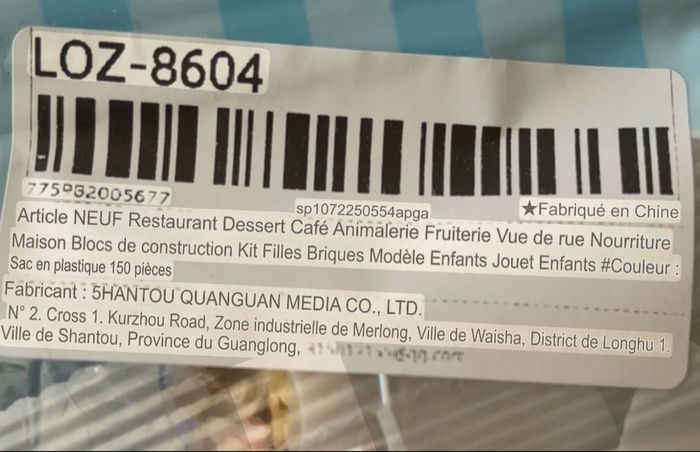 LOZ-8604
775982005677
sp1072250554apga
★Fabriqué en Chine
Article NEUF Restaurant Dessert Café Animalerie Fruiterie Vue de rue Nourriture
Maison Blocs de construction Kit Filles Briques Modèle Enfants Jouet Enfants #Couleur :
Sac en plastique 150 pièces
Fabricant : 5HANTOU QUANGUAN MEDIA CO., LTD.
N° 2. Cross 1. Kurzhou Road, Zone industrielle de Merlong, Ville de Waisha, District de Longhu 1.
Ville de Shantou, Province du Guanglong,